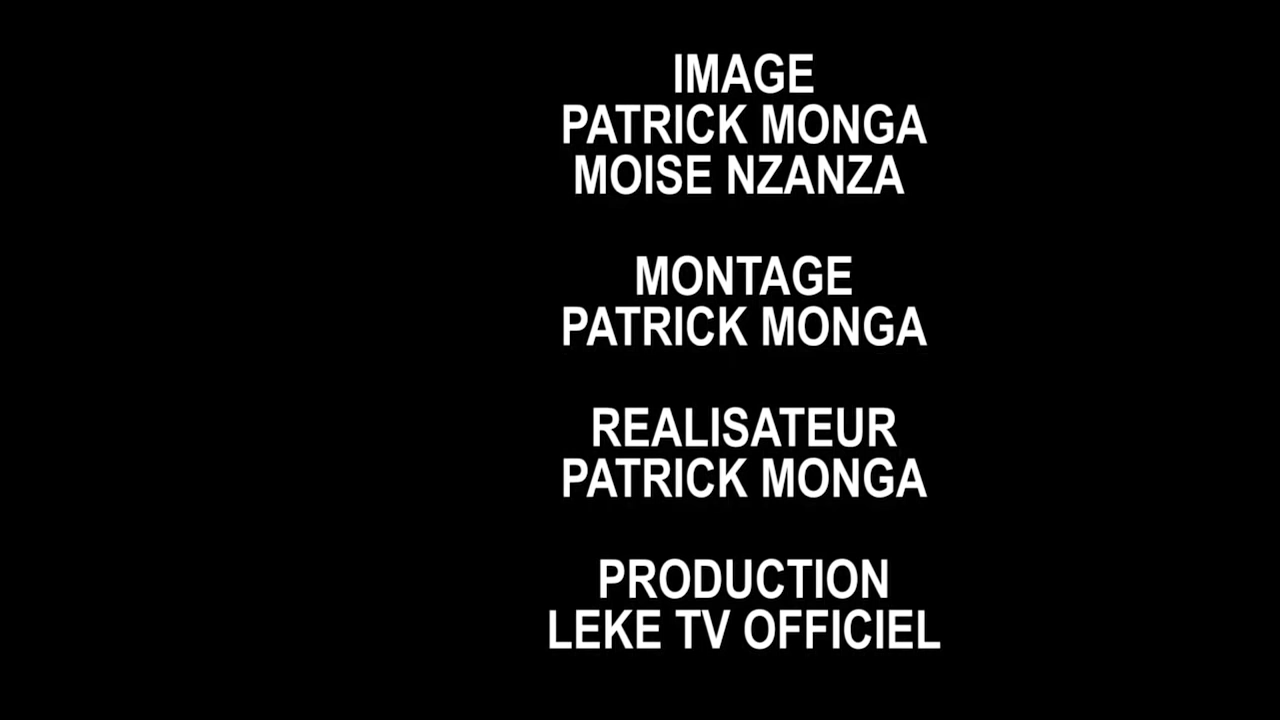 IMAGE
PATRICK MONGA
MOISE NZANZA
MONTAGE
PATRICK MONGA
REALISATEUR
PATRICK MONGA
PRODUCTION
LEKE TV OFFICIEL